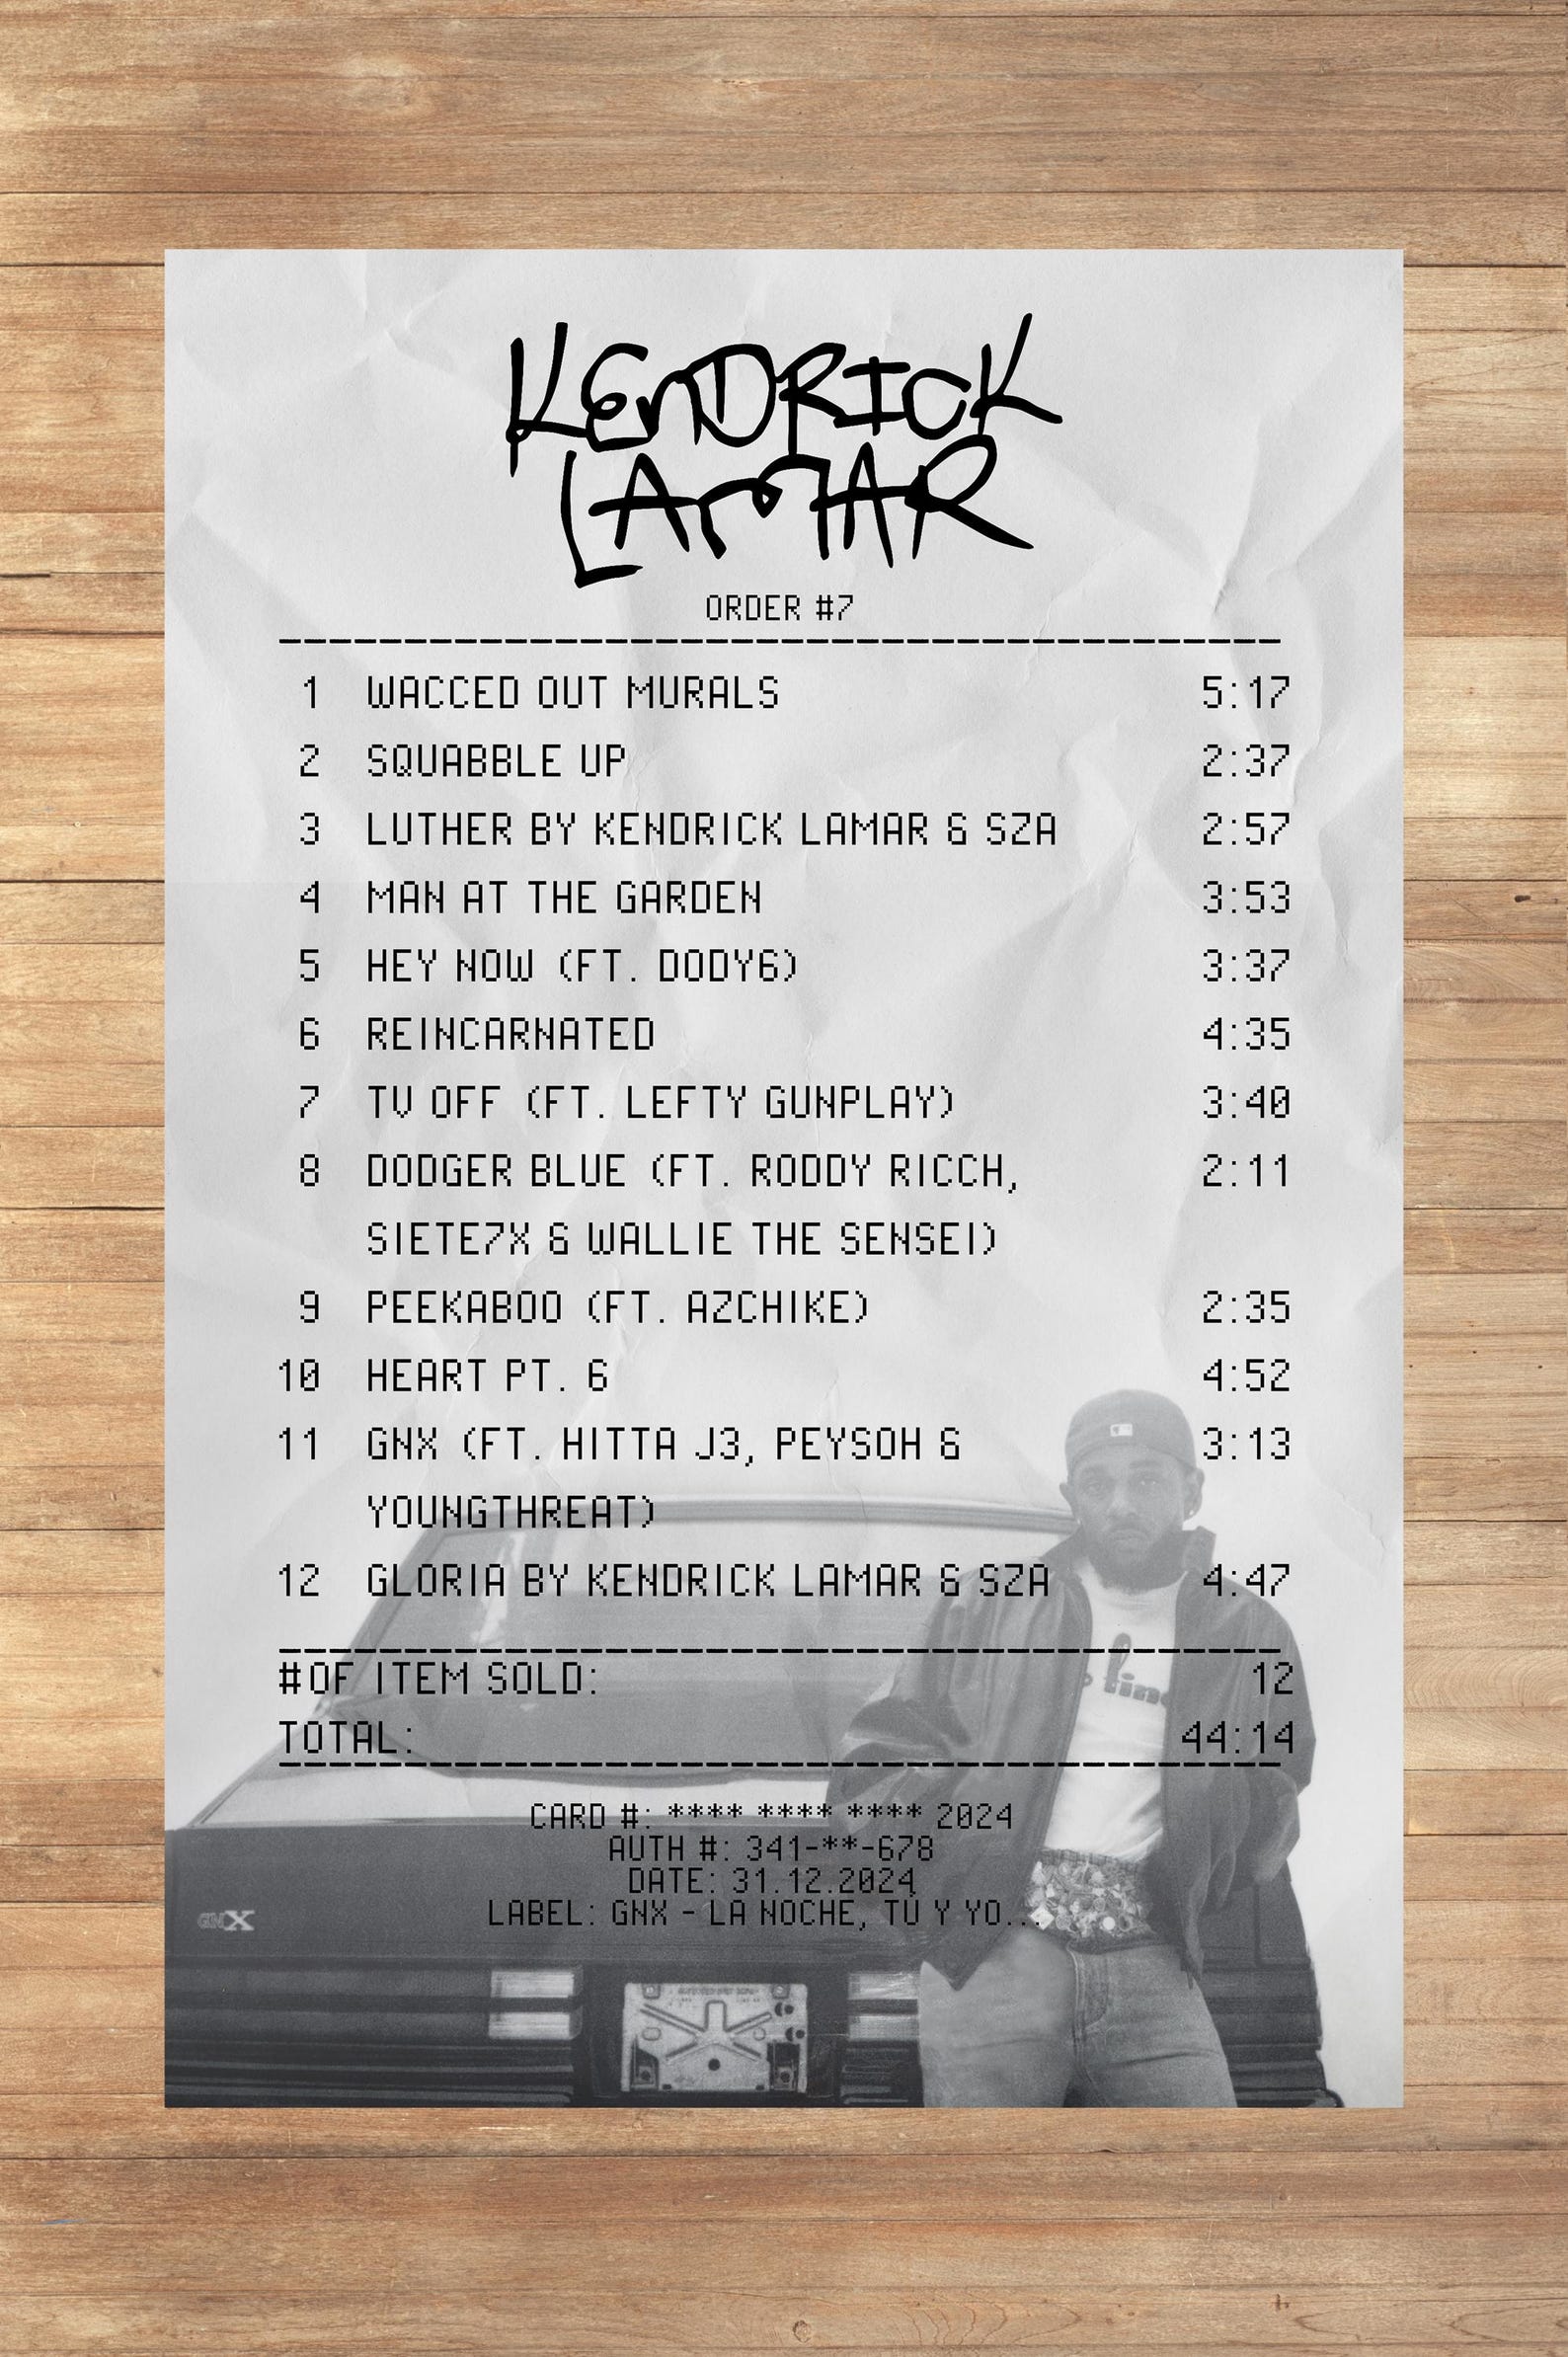 KENDRICK
LAMAR
ORDER #7
1 WACCED OUT MURALS 5:17
2 SQUABBLE UP 2:37
3 LUTHER BY KENDRICK LAMAR & SZA 2:57
4 MAN AT THE GARDEN 3:53
5 HEY NOW (FT. DODY6) 3:37
6 REINCARNATED 4:35
7 TV OFF (FT. LEFTY GUNPLAY) 3:40
8 DODGER BLUE (FT. RODDY RICCH, 2:11
SIETE7X & WALLIE THE SENSEI)
9 PEEKABOO (FT. AZCHIKE) 2:35
10 HEART PT. 6 4:52
11 GNX (FT. HITTA J3, PEYSOH & 3:13
YOUNGTHREAT)
12 GLORIA BY KENDRICK LAMAR & SZA 4:47
#OF ITEM SOLD: 12
TOTAL: 44:14
CARD #: **** **** **** 2024
AUTH #: 341-**-678
DATE: 31.12.2024
LABEL: GNX - LA NOCHE, TÚ Y YO...
GNX